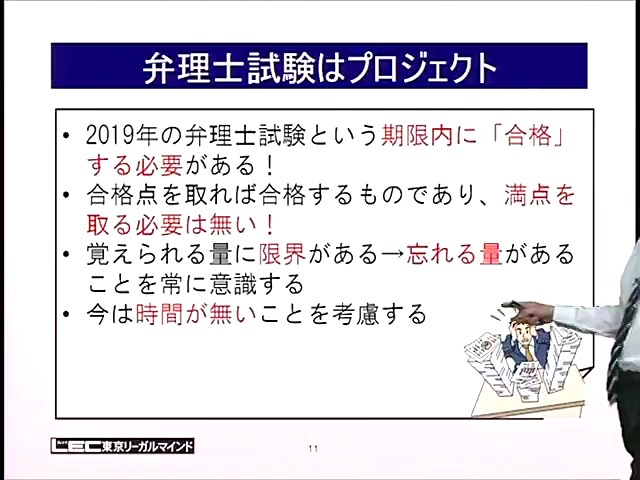 弁理士試験はプロジェクト
• 2019年の弁理士試験という期限内に「合格」
する必要がある！
• 合格点を取れば合格するものであり、満点を
取る必要は無い！
• 覚えられる量に限界がある→忘れる量がある
ことを常に意識する
• 今は時間が無いことを考慮する
LEC東京リーガルマインド
11